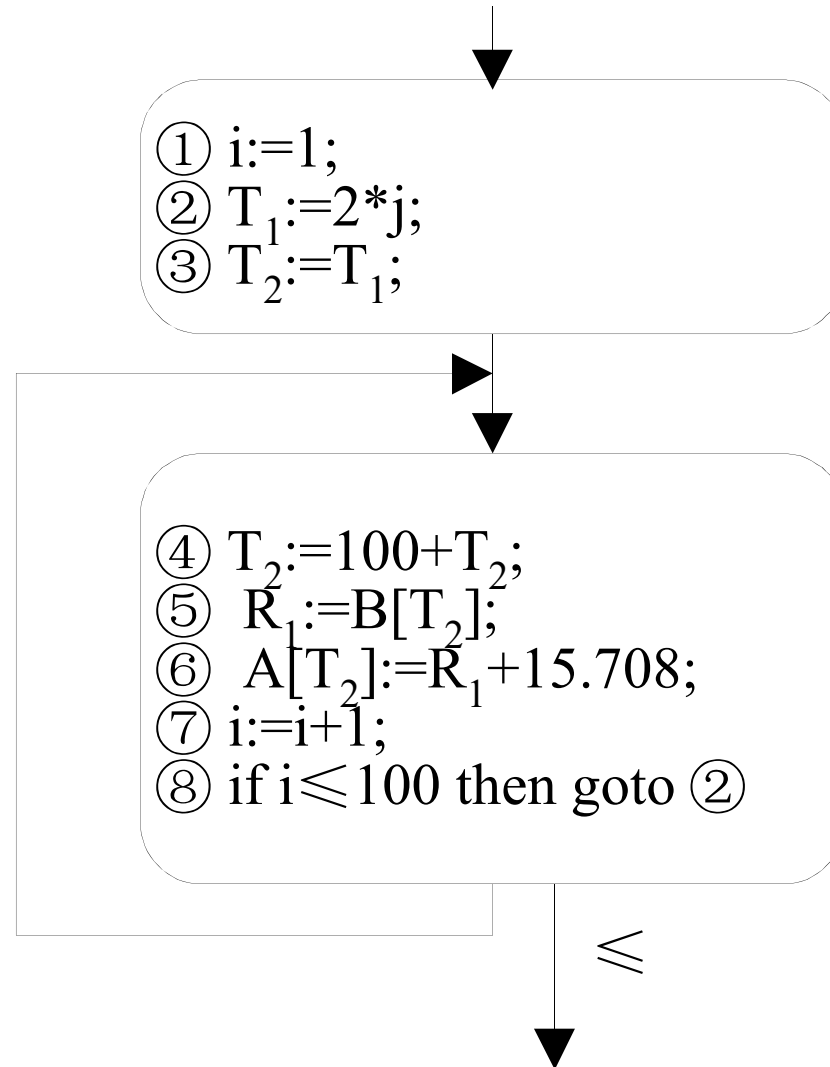 ① i:=1;
② T₁:=2*j;
③ T₂:=T₁;
④ T₂:=100+T₂;
⑤ R₁:=B[T₂];
⑥ A[T₂]:=R₁+15.708;
⑦ i:=i+1;
⑧ if i≤100 then goto ②
≤